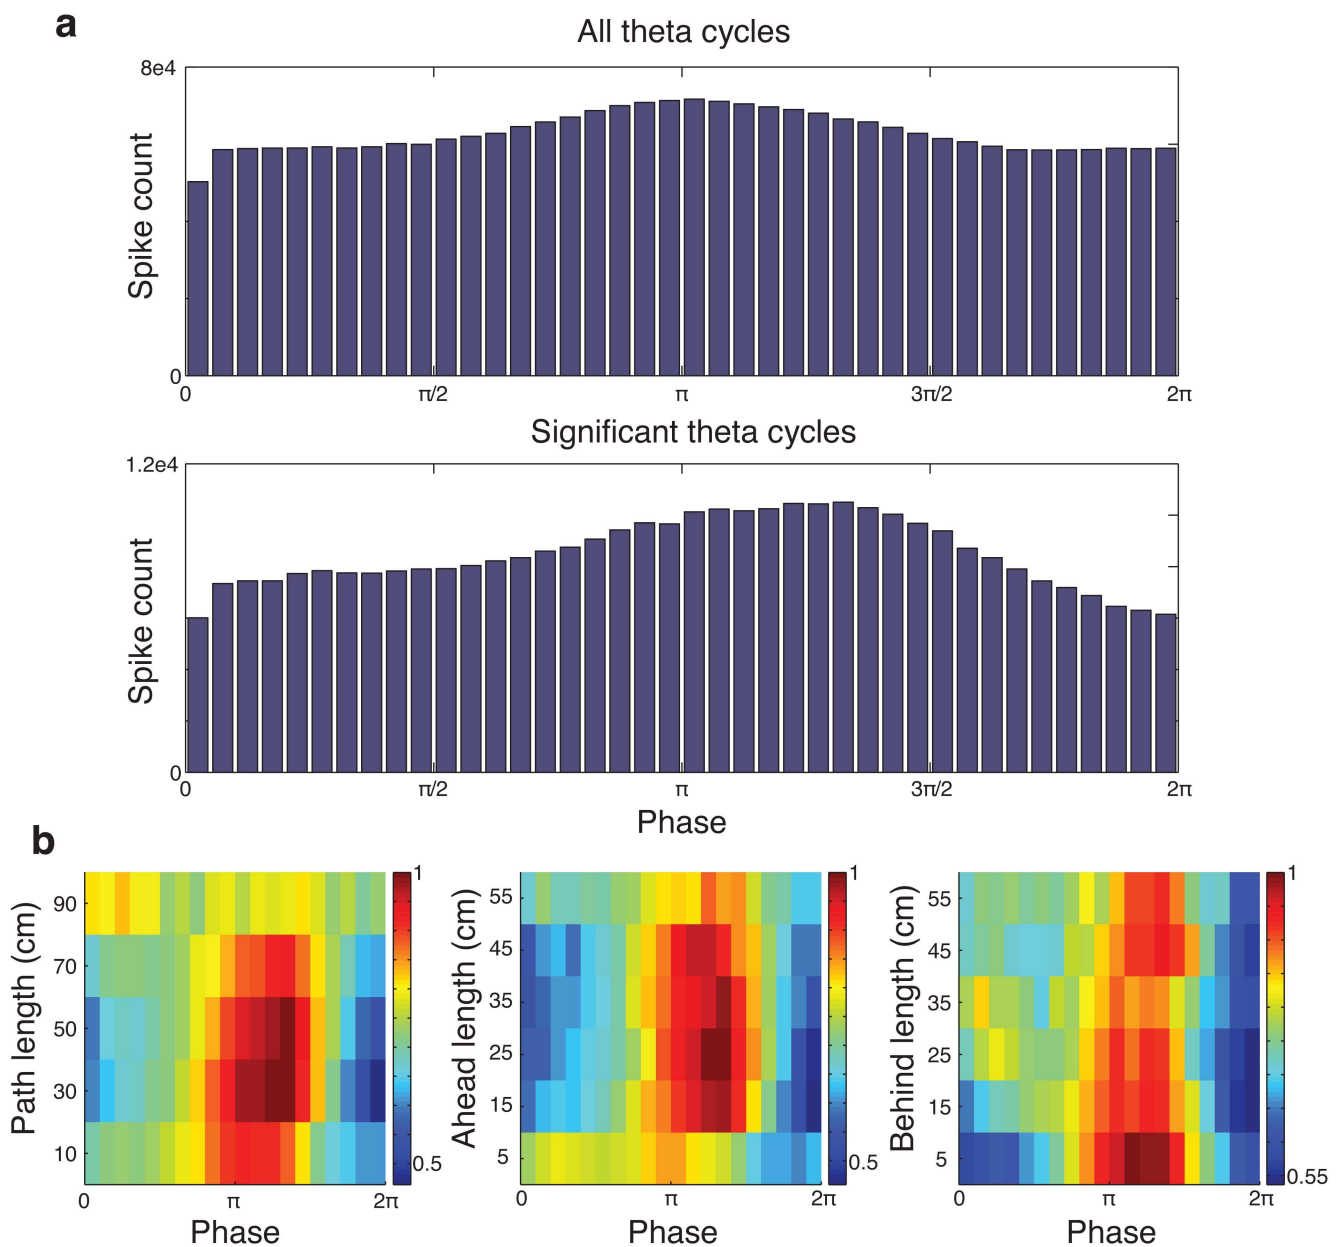 a
All theta cycles
8e4
Spike count
0
0 π/2 π 3π/2 2π
Significant theta cycles
1.2e4
Spike count
0
0 π/2 π 3π/2 2π
Phase
b
Path length (cm)
90
70
50
30
10
0 π 2π
Phase
1
0.5
Ahead length (cm)
55
45
35
25
15
5
0 π 2π
Phase
1
0.5
Behind length (cm)
55
45
35
25
15
5
0 π 2π
Phase
1
0.55